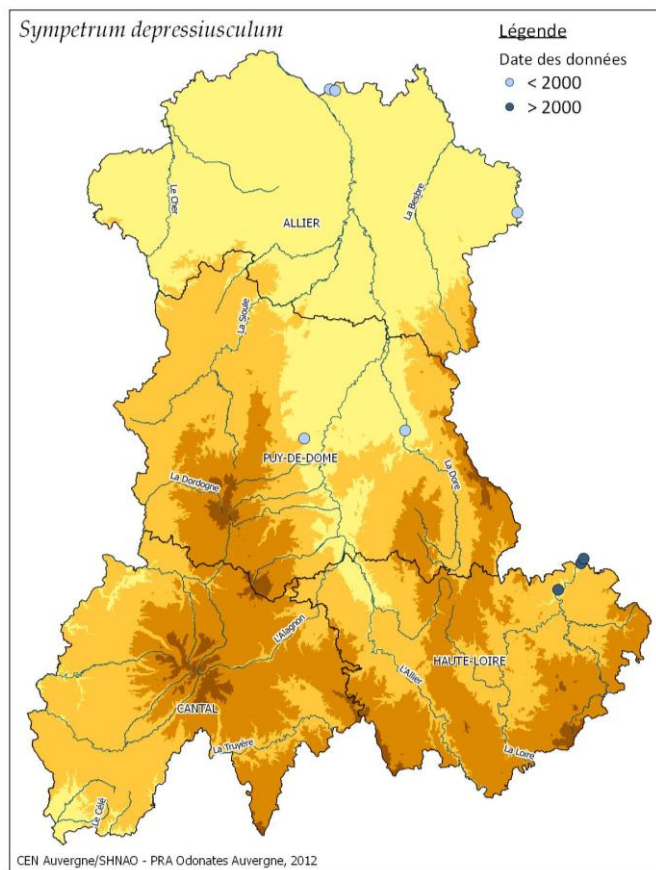 Sympetrum depressiusculum
Légende
Date des données
< 2000
> 2000
Le Cher
La Besbre
ALLIER
La Sioule
PUY-DE-DOME
La Dordogne
La Dore
L'Alagnon
HAUTE-LOIRE
L'Allier
CANTAL
La Truyère
La Loire
Le Célé
CEN Auvergne/SHNAO - PRA Odonates Auvergne, 2012